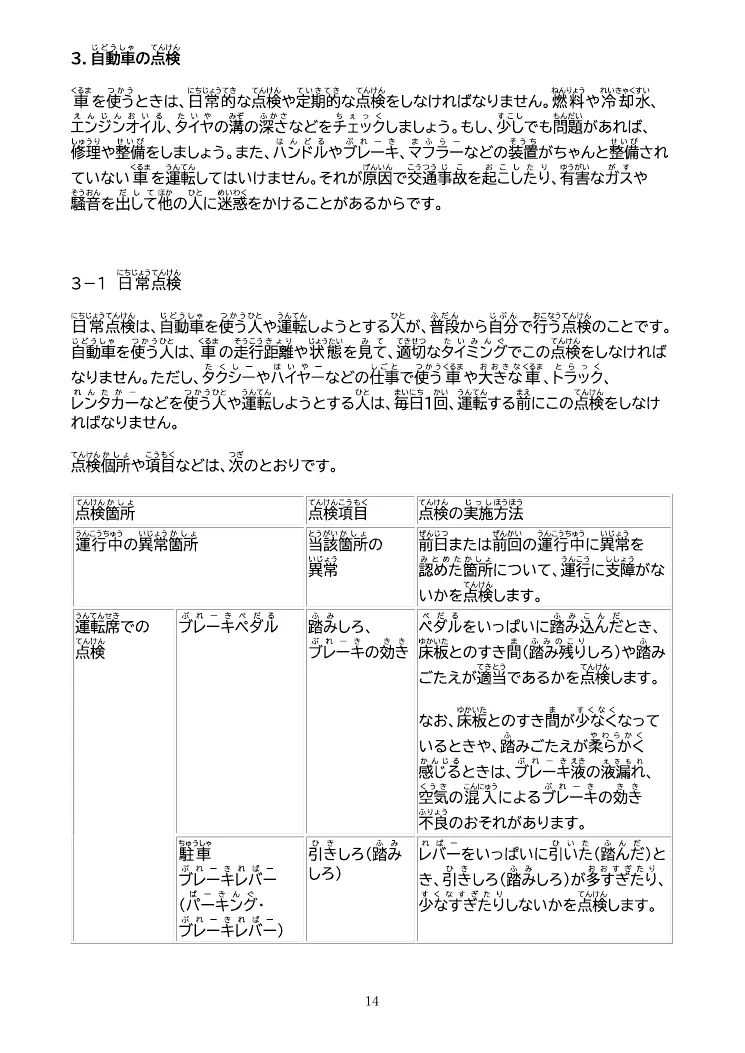 3．自動車の点検
車を使うときは、日常的な点検や定期的な点検をしなければなりません。燃料や冷却水、
エンジンオイル、タイヤの溝の深さなどをチェックしましょう。もし、少しでも問題があれば、
修理や整備をしましょう。また、ハンドルやブレーキ、マフラーなどの装置がちゃんと整備され
ていない車を運転してはいけません。それが原因で交通事故を起こしたり、有害なガスや
騒音を出して他の人に迷惑をかけることがあるからです。
3－1 日常点検
日常点検は、自動車を使う人や運転しようとする人が、普段から自分で行う点検のことです。
自動車を使う人は、車の走行距離や状態を見て、適切なタイミングでこの点検をしなければ
なりません。ただし、タクシーやハイヤーなどの仕事で使う車や大きな車、トラック、
レンタカーなどを使う人や運転しようとする人は、毎日1回、運転する前にこの点検をしなけ
ればなりません。
点検個所や項目などは、次のとおりです。
点検箇所 点検項目 点検の実施方法
運行中の異常箇所
当該箇所の
異常
前日または前回の運行中に異常を
認めた箇所について、運行に支障がな
いかを点検します。
運転席での
点検
ブレーキペダル
踏みしろ、
ブレーキの効き
ペダルをいっぱいに踏み込んだとき、
床板とのすき間（踏み残りしろ）や踏み
ごたえが適当であるかを点検します。
なお、床板とのすき間が少なくなって
いるときや、踏みごたえが柔らかく
感じるときは、ブレーキ液の液漏れ、
空気の混入によるブレーキの効き
不良のおそれがあります。
駐車
ブレーキレバー
（パーキング・
ブレーキレバー）
引きしろ（踏み
しろ）
レバーをいっぱいに引いた（踏んだ）と
き、引きしろ（踏みしろ）が多すぎたり、
少なすぎたりしないかを点検します。
14